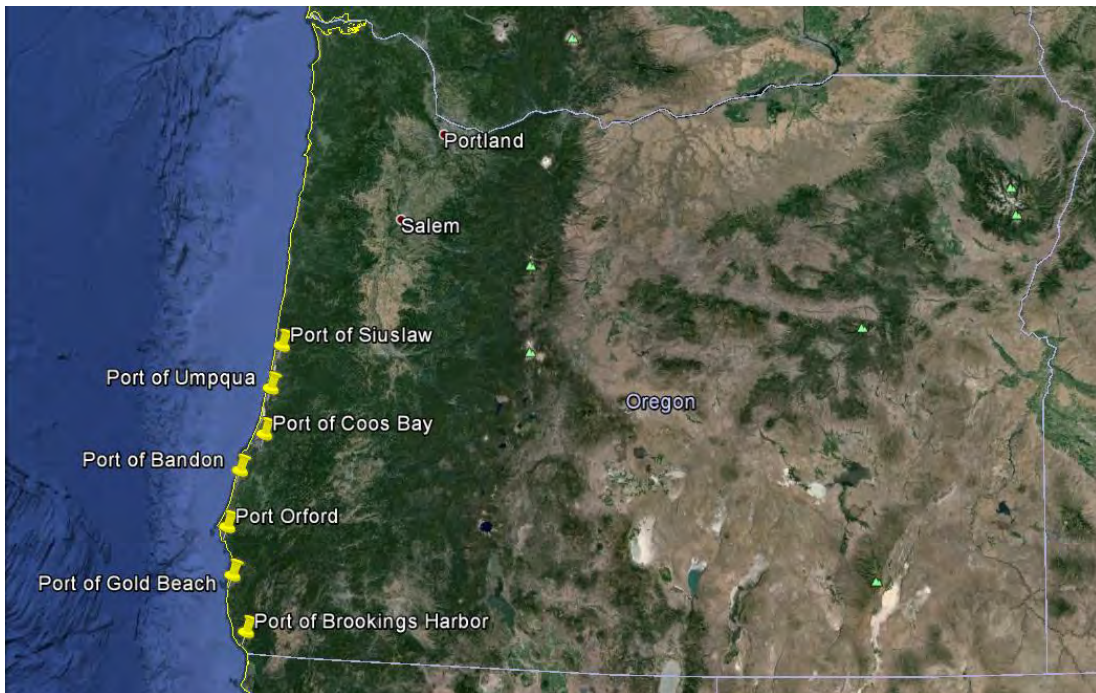 Portland
Salem
Port of Siuslaw
Port of Umpqua
Oregon
Port of Coos Bay
Port of Bandon
Port Orford
Port of Gold Beach
Port of Brookings Harbor